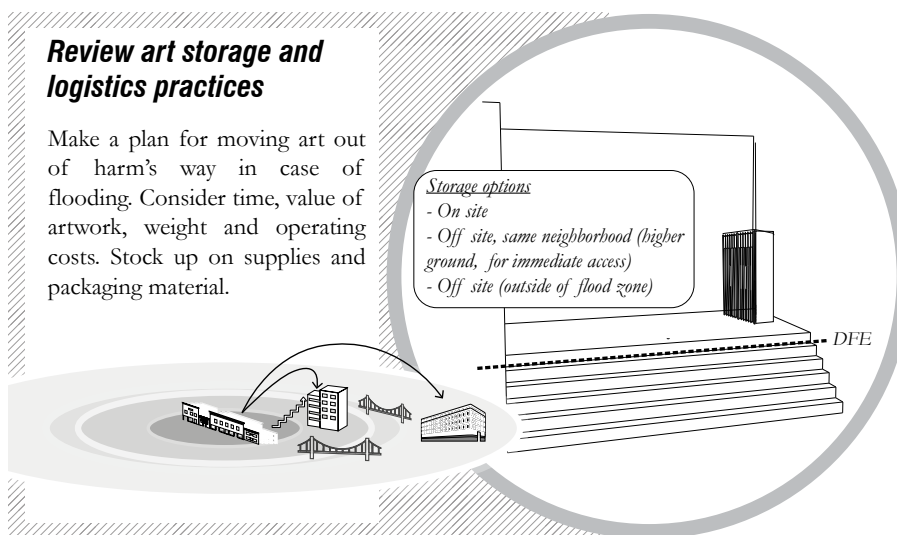 Review art storage and
logistics practices
Make a plan for moving art out
of harm's way in case of
flooding. Consider time, value of
artwork, weight and operating
costs. Stock up on supplies and
packaging material.
Storage options
- On site
- Off site, same neighborhood (higher
ground, for immediate access)
- Off site (outside of flood zone)
DFE